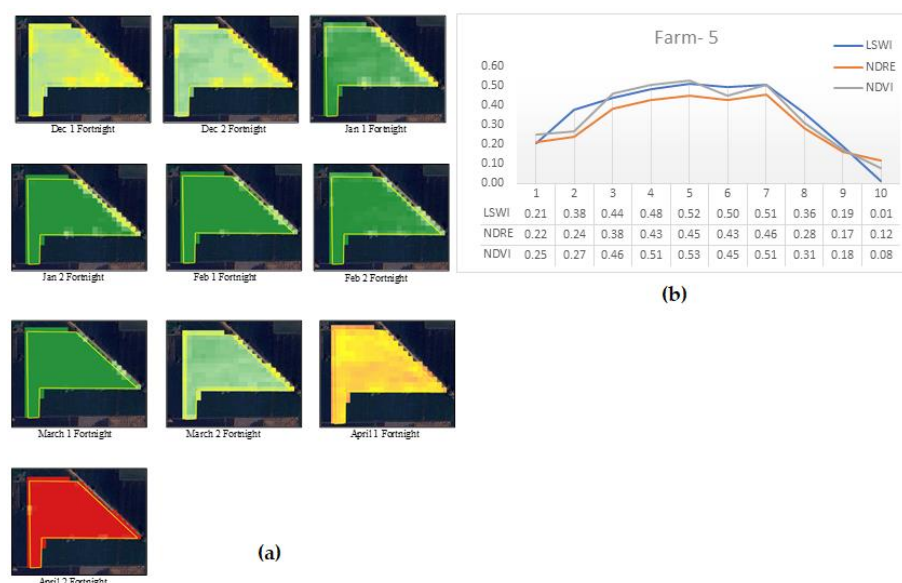 Dec 1 Fortnight
Dec 2 Fortnight
Jan 1 Fortnight
Jan 2 Fortnight
Feb 1 Fortnight
Feb 2 Fortnight
March 1 Fortnight
March 2 Fortnight
April 1 Fortnight
April 2 Fortnight
(a)
Farm- 5
LSWI
NDRE
NDVI
0.60
0.50
0.40
0.30
0.20
0.10
0.00
1 2 3 4 5 6 7 8 9 10
LSWI 0.21 0.38 0.44 0.48 0.52 0.50 0.51 0.36 0.19 0.01
NDRE 0.22 0.24 0.38 0.43 0.45 0.43 0.46 0.28 0.17 0.12
NDVI 0.25 0.27 0.46 0.51 0.53 0.45 0.51 0.31 0.18 0.08
(b)